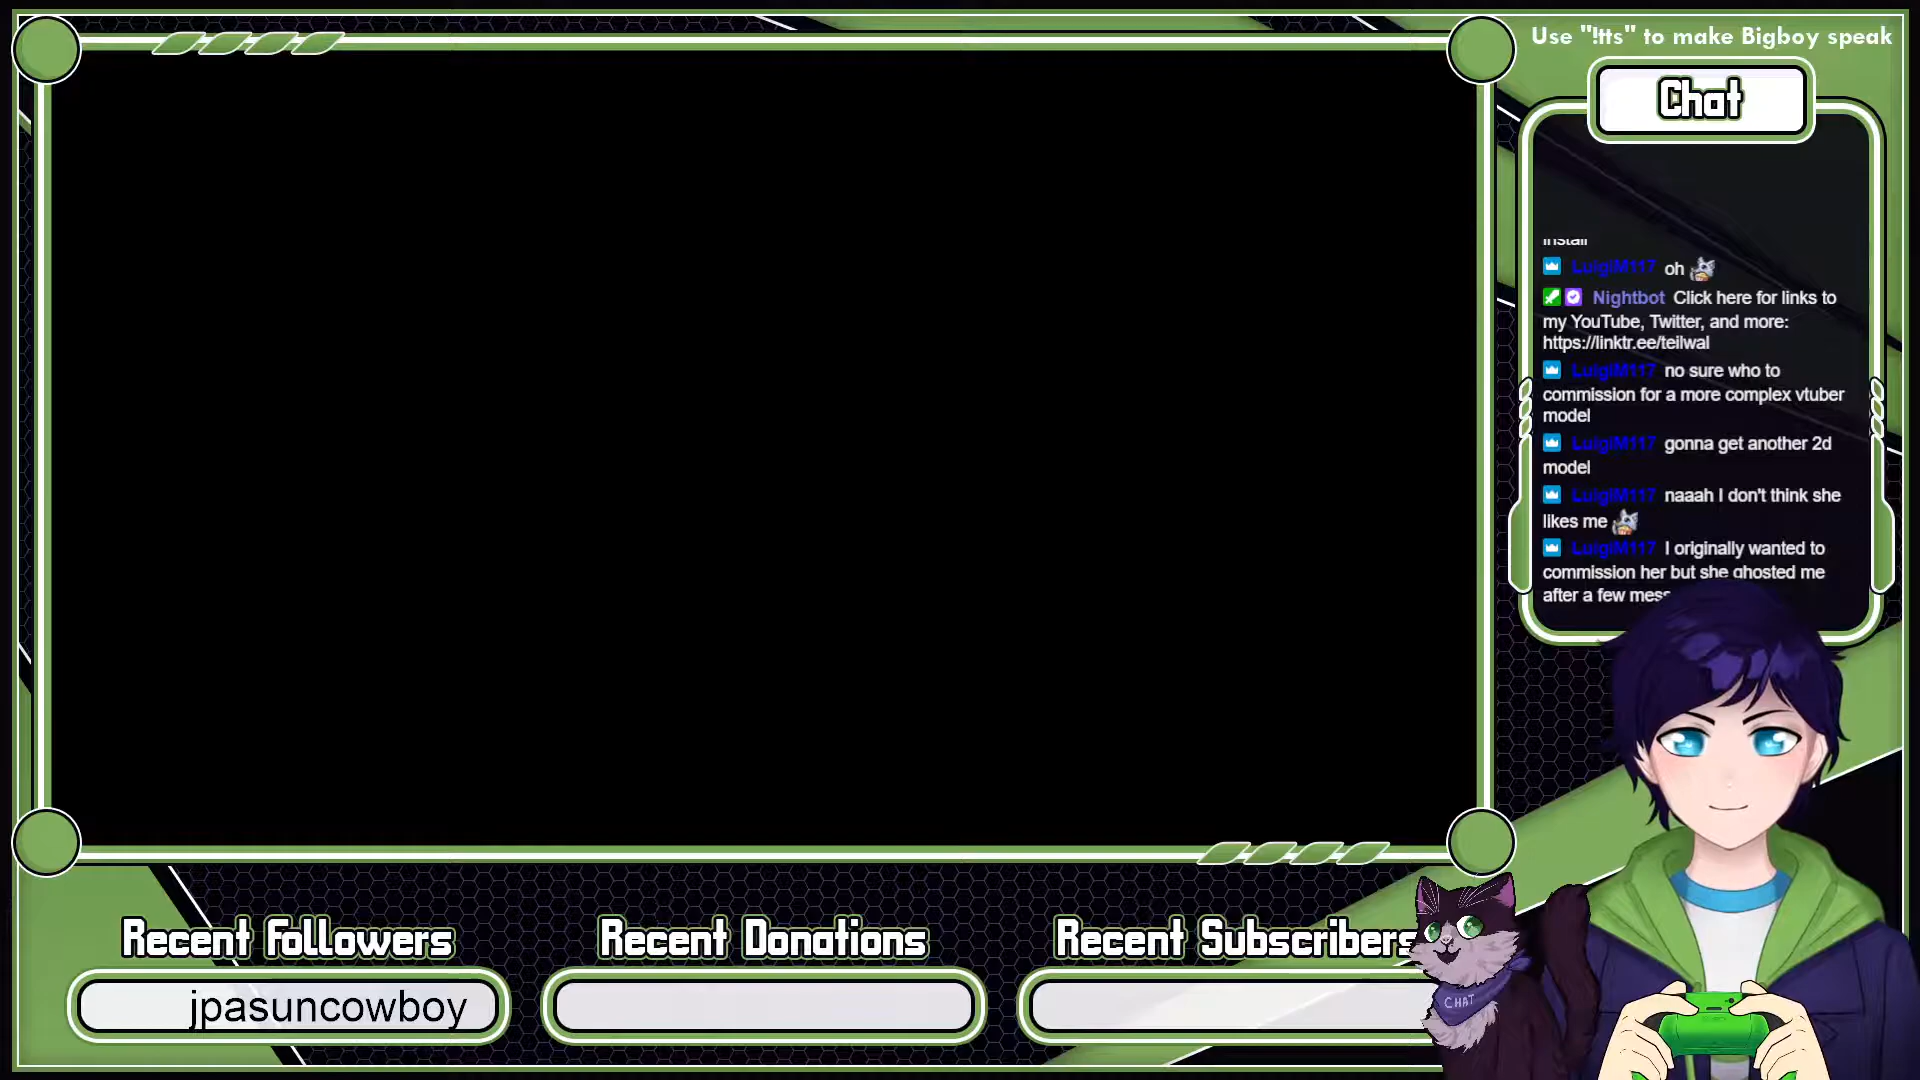 Use "!tts" to make Bigboy speak
Chat
install
LuigiM117 oh
Nightbot Click here for links to
my YouTube, Twitter, and more:
https://linktr.ee/teilwal
LuigiM117 no sure who to
commission for a more complex vtuber
model
LuigiM117 gonna get another 2d
model
LuigiM117 naaah I don't think she
likes me
LuigiM117 I originally wanted to
commission her but she ghosted me
after a few mess
Recent Followers
Recent Donations
Recent Subscribers
jpasuncowboy
CHAT